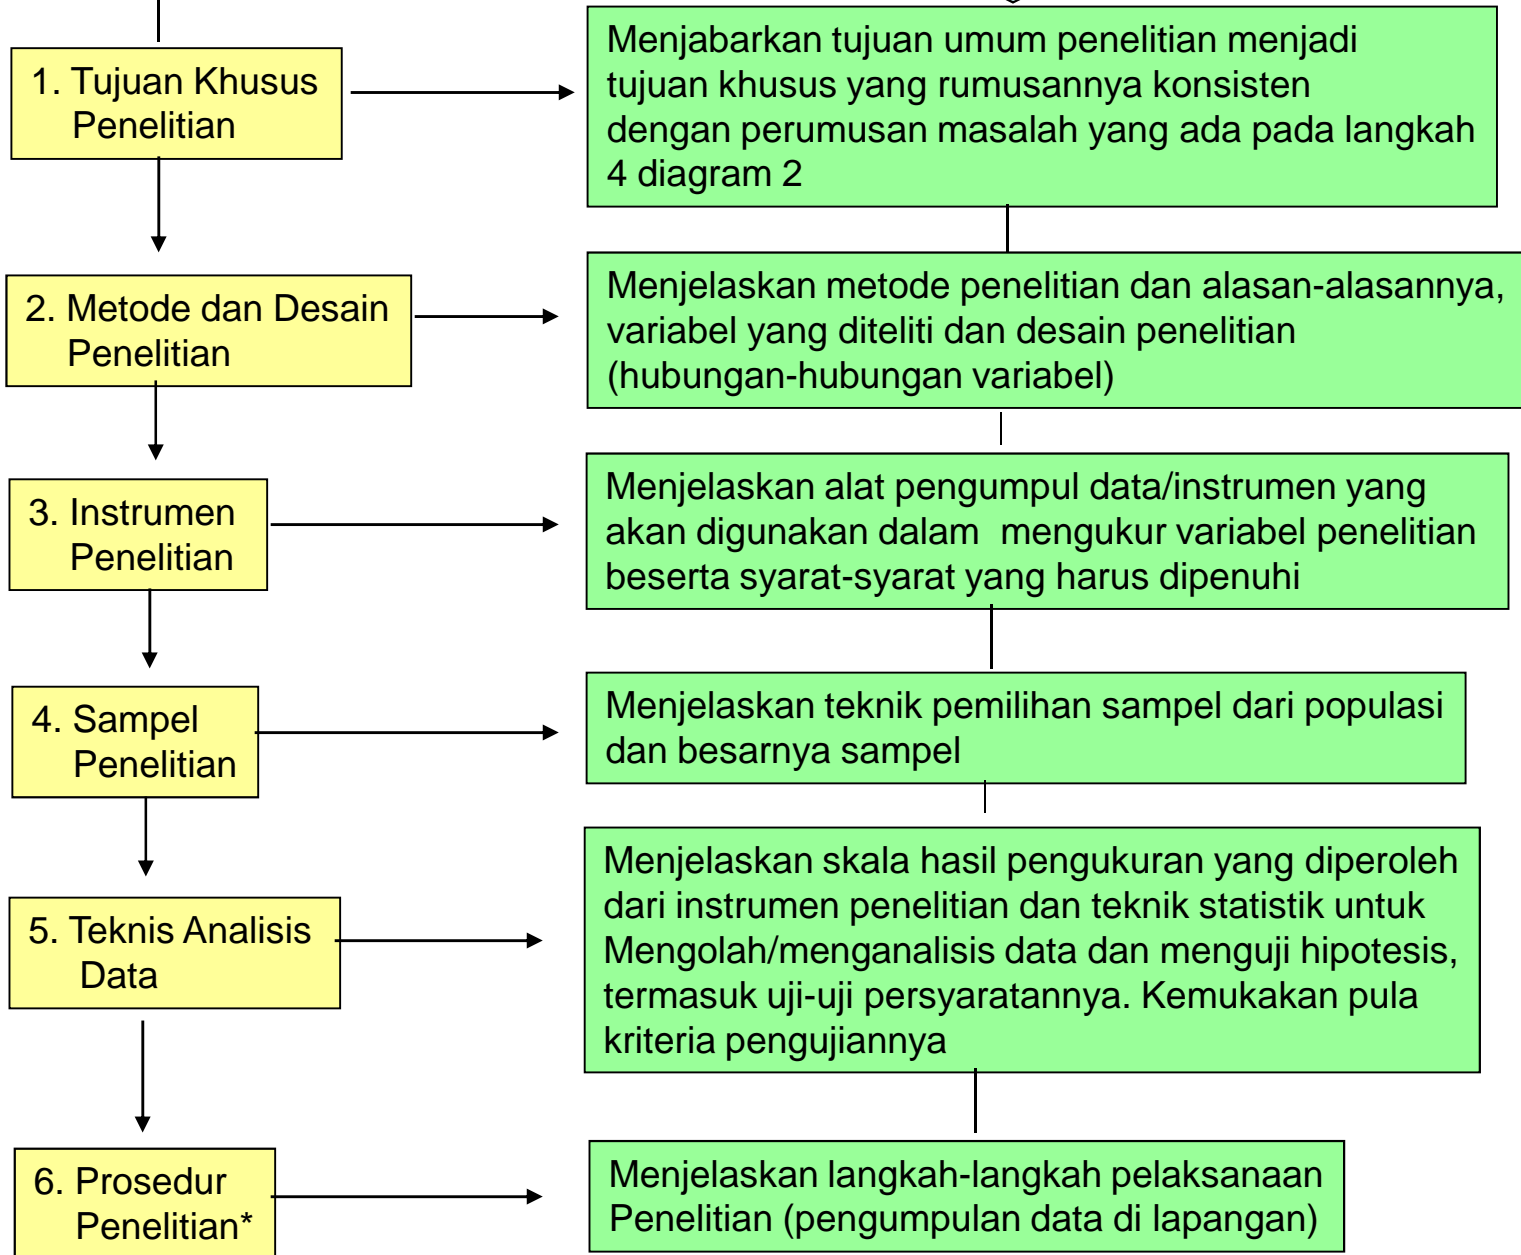 1. Tujuan Khusus
Penelitian
Menjabarkan tujuan umum penelitian menjadi
tujuan khusus yang rumusannya konsisten
dengan perumusan masalah yang ada pada langkah
4 diagram 2
2. Metode dan Desain
Penelitian
Menjelaskan metode penelitian dan alasan-alasannya,
variabel yang diteliti dan desain penelitian
(hubungan-hubungan variabel)
3. Instrumen
Penelitian
Menjelaskan alat pengumpul data/instrumen yang
akan digunakan dalam  mengukur variabel penelitian
beserta syarat-syarat yang harus dipenuhi
4. Sampel
Penelitian
Menjelaskan teknik pemilihan sampel dari populasi
dan besarnya sampel
5. Teknis Analisis
Data
Menjelaskan skala hasil pengukuran yang diperoleh
dari instrumen penelitian dan teknik statistik untuk
Mengolah/menganalisis data dan menguji hipotesis,
termasuk uji-uji persyaratannya. Kemukakan pula
kriteria pengujiannya
6. Prosedur
Penelitian*
Menjelaskan langkah-langkah pelaksanaan
Penelitian (pengumpulan data di lapangan)